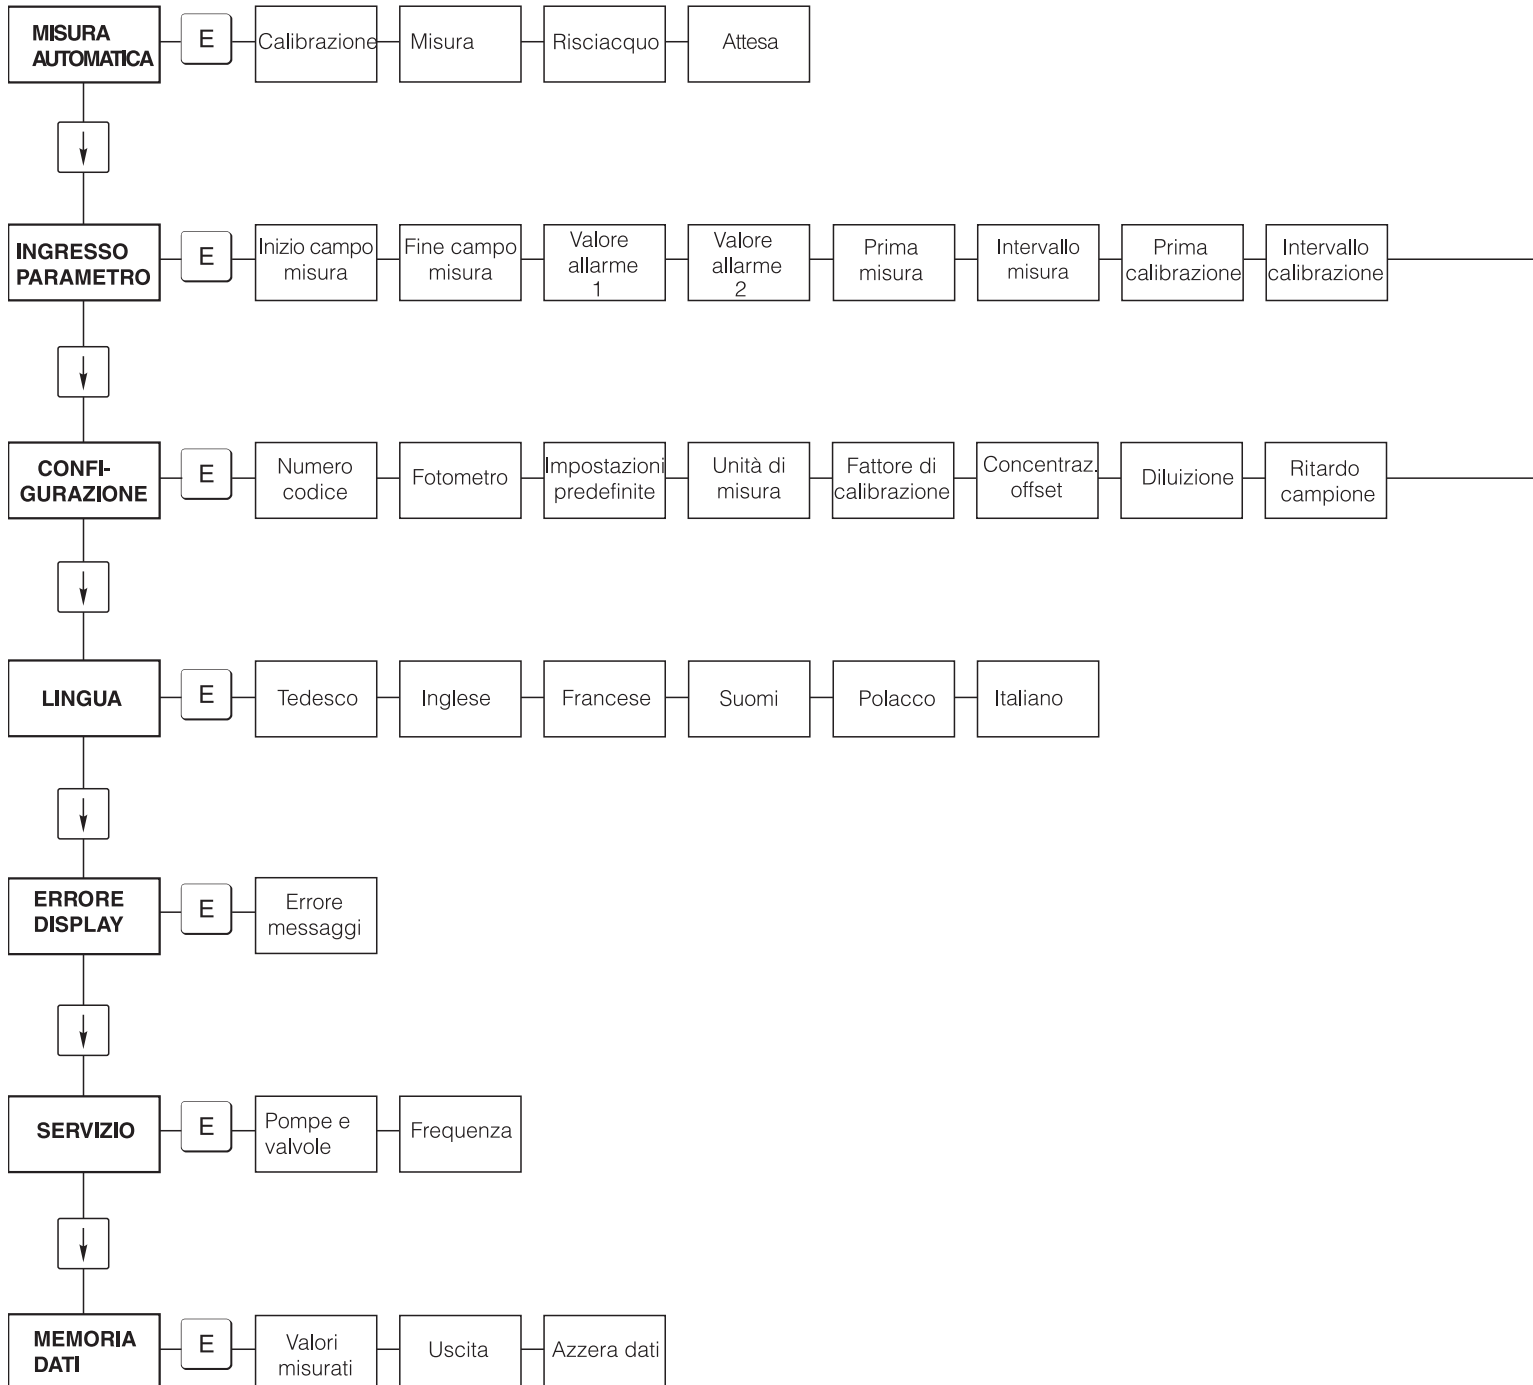 MISURA
AUTOMATICA
E
Calibrazione
Misura
Risciacquo
Attesa
INGRESSO
PARAMETRO
E
Inizio campo
misura
Fine campo
misura
Valore
allarme
1
Valore
allarme
2
Prima
misura
Intervallo
misura
Prima
calibrazione
Intervallo
calibrazione
CONFI-
GURAZIONE
E
Numero
codice
Fotometro
Impostazioni
predefinite
Unità di
misura
Fattore di
calibrazione
Concentraz.
offset
Diluizione
Ritardo
campione
LINGUA
E
Tedesco
Inglese
Francese
Suomi
Polacco
Italiano
ERRORE
DISPLAY
E
Errore
messaggi
SERVIZIO
E
Pompe e
valvole
Frequenza
MEMORIA
DATI
E
Valori
misurati
Uscita
Azzera dati